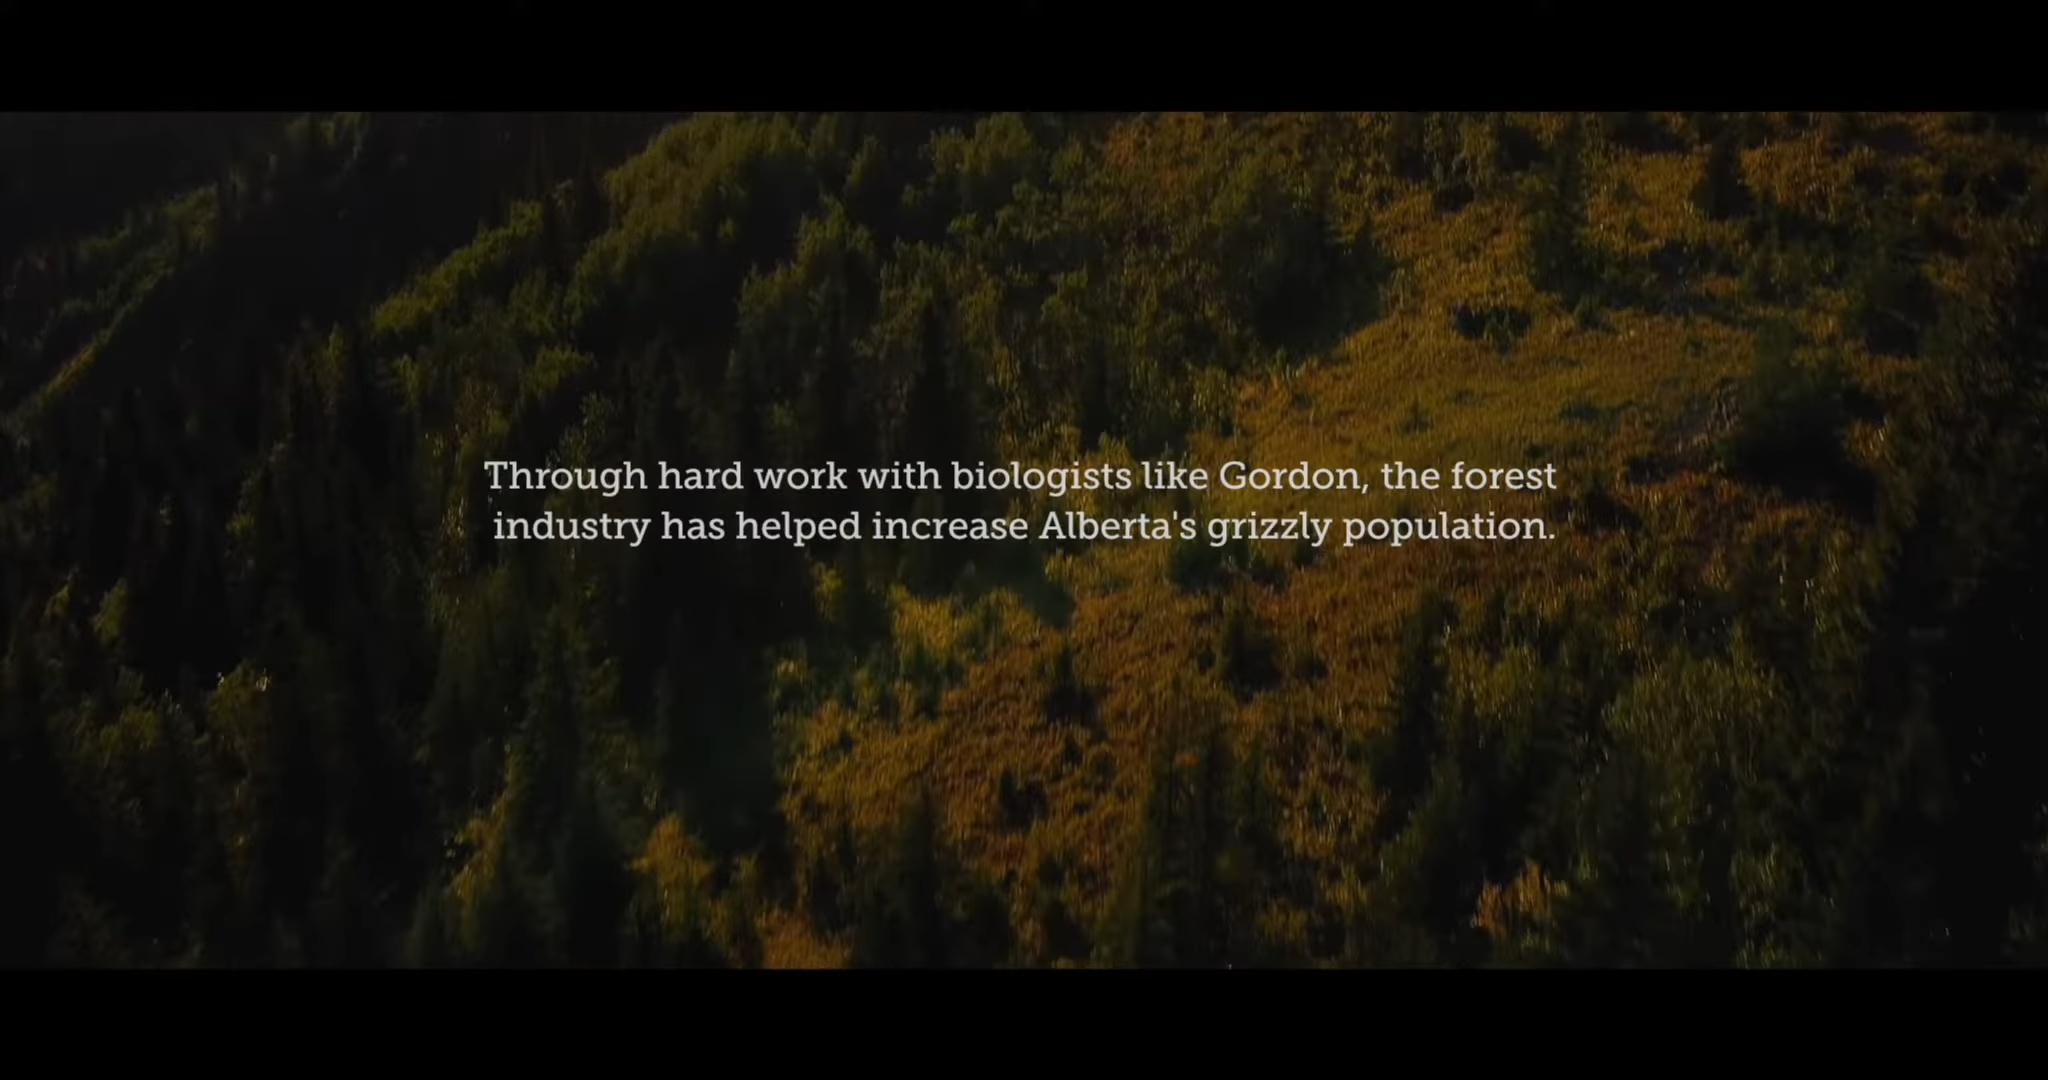 Through hard work with biologists like Gordon, the forest
industry has helped increase Alberta's grizzly population.